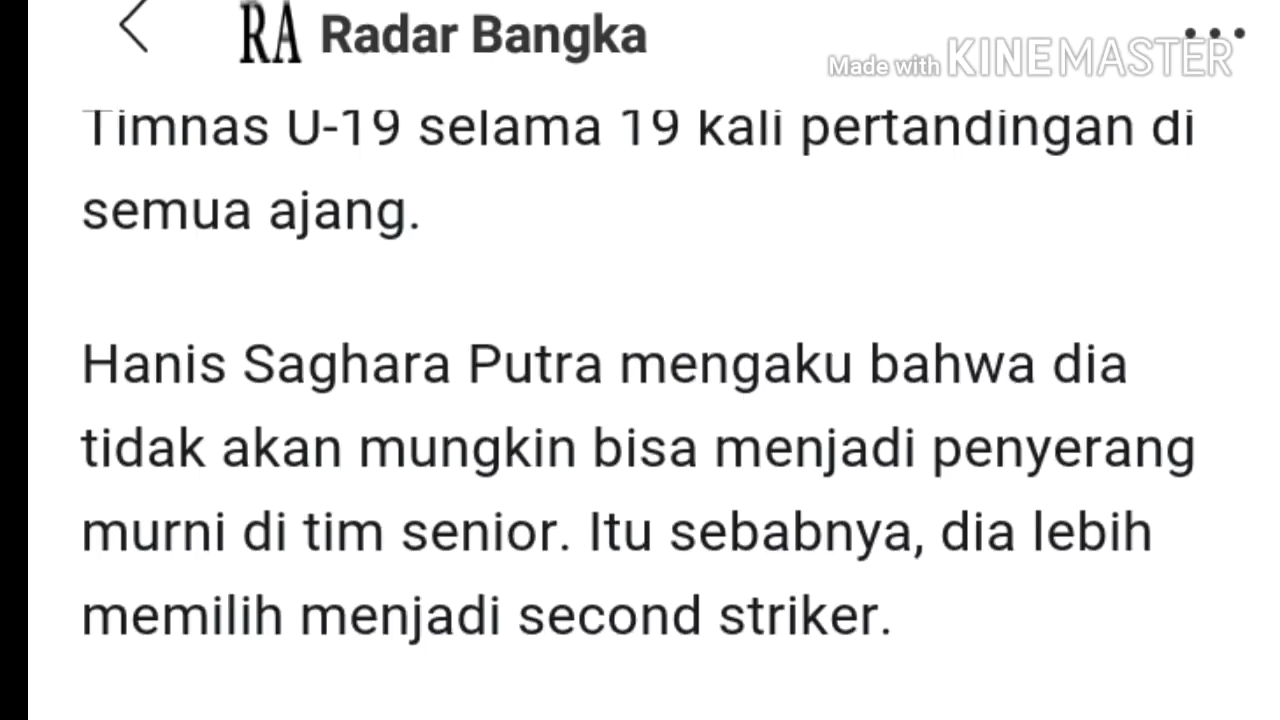 RA Radar Bangka
Made with KINEMASTER
Timnas U-19 selama 19 kali pertandingan di
semua ajang.
Hanis Saghara Putra mengaku bahwa dia
tidak akan mungkin bisa menjadi penyerang
murni di tim senior. Itu sebabnya, dia lebih
memilih menjadi second striker.